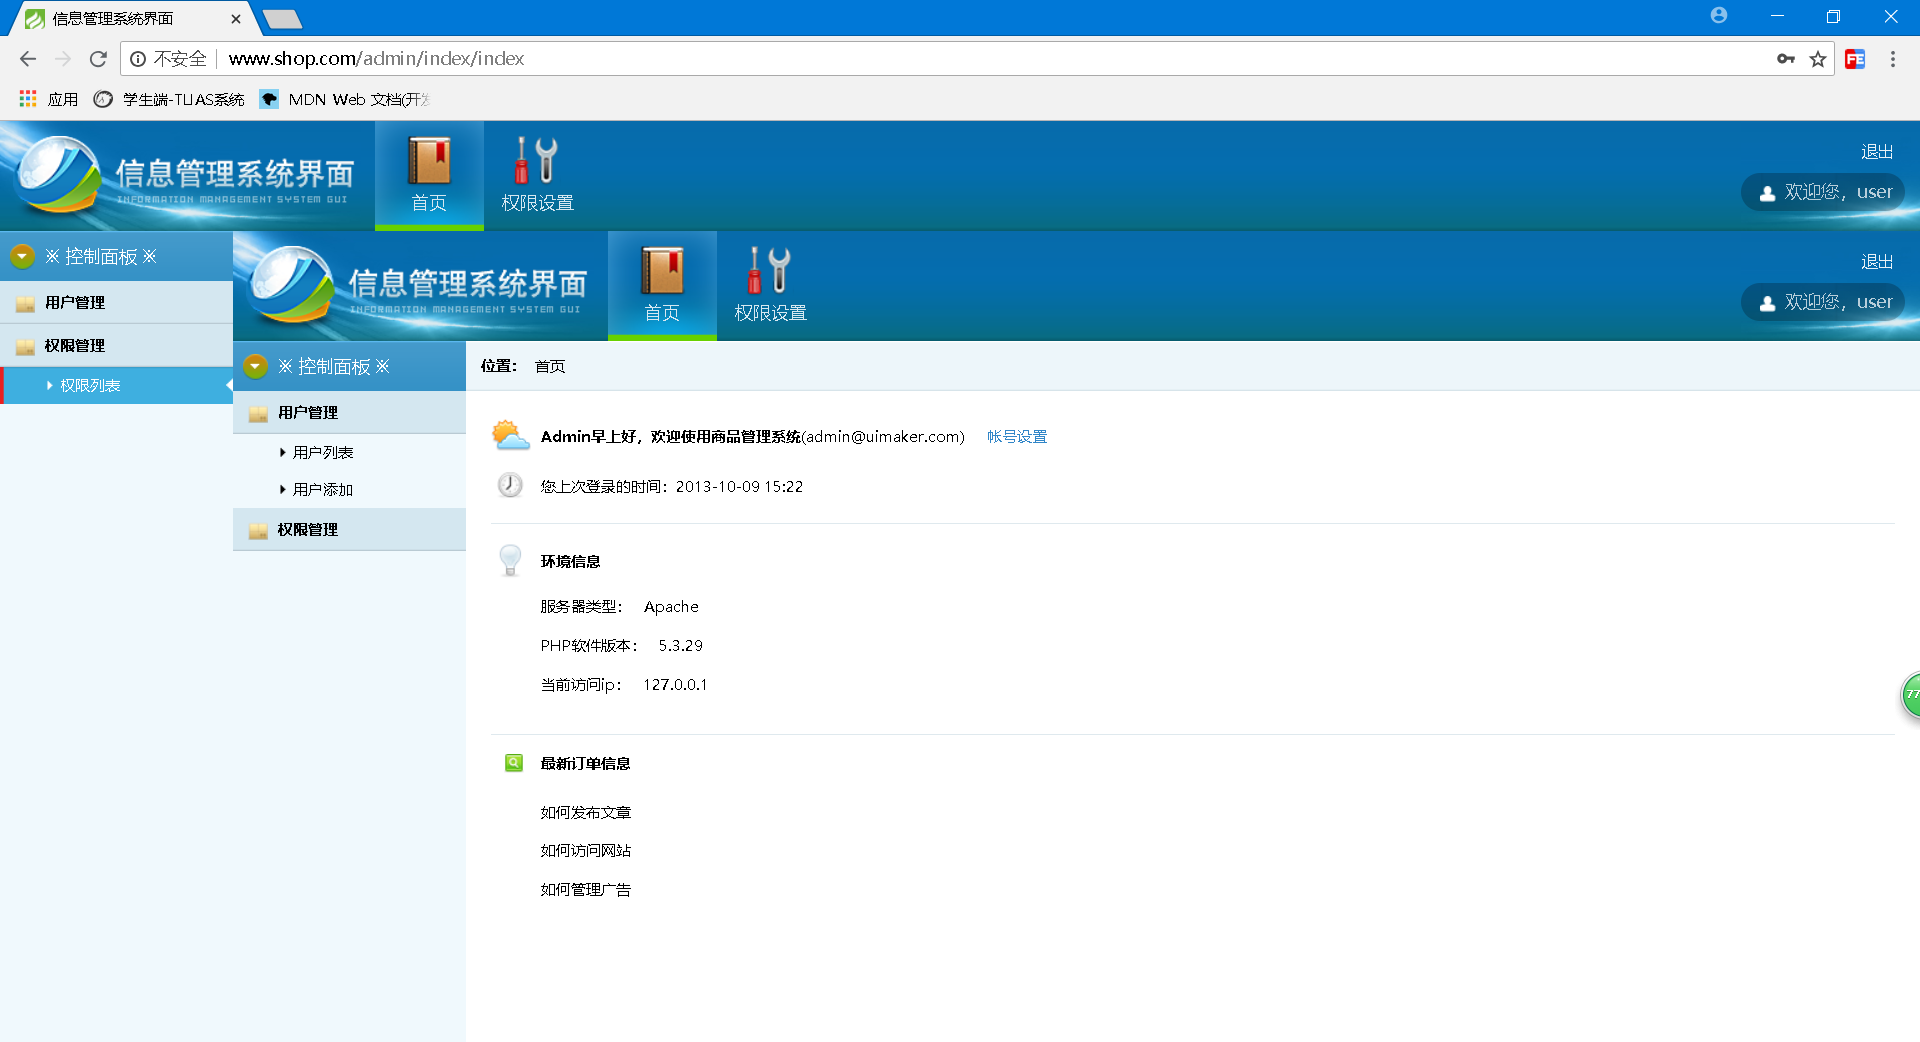 信息管理系统界面
不安全 www.shop.com/admin/index/index
应用 学生端-TLIAS系统 MDN Web 文档(开发
信息管理系统界面
INFORMATION MANAGEMENT SYSTEM GUI
首页
权限设置
退出
欢迎您，user
※ 控制面板 ※
用户管理
权限管理
权限列表
信息管理系统界面
INFORMATION MANAGEMENT SYSTEM GUI
首页
权限设置
退出
欢迎您，user
※ 控制面板 ※
用户管理
用户列表
用户添加
权限管理
位置： 首页
Admin早上好，欢迎使用商品管理系统(admin@uimaker.com) 帐号设置
您上次登录的时间：2013-10-09 15:22
环境信息
服务器类型： Apache
PHP软件版本： 5.3.29
当前访问ip： 127.0.0.1
最新订单信息
如何发布文章
如何访问网站
如何管理广告
77